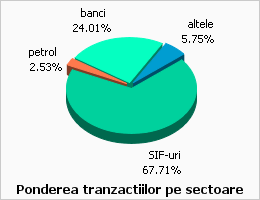 banci
24.01%
altele
5.75%
petrol
2.53%
SIF-uri
67.71%
Ponderea tranzactiilor pe sectoare